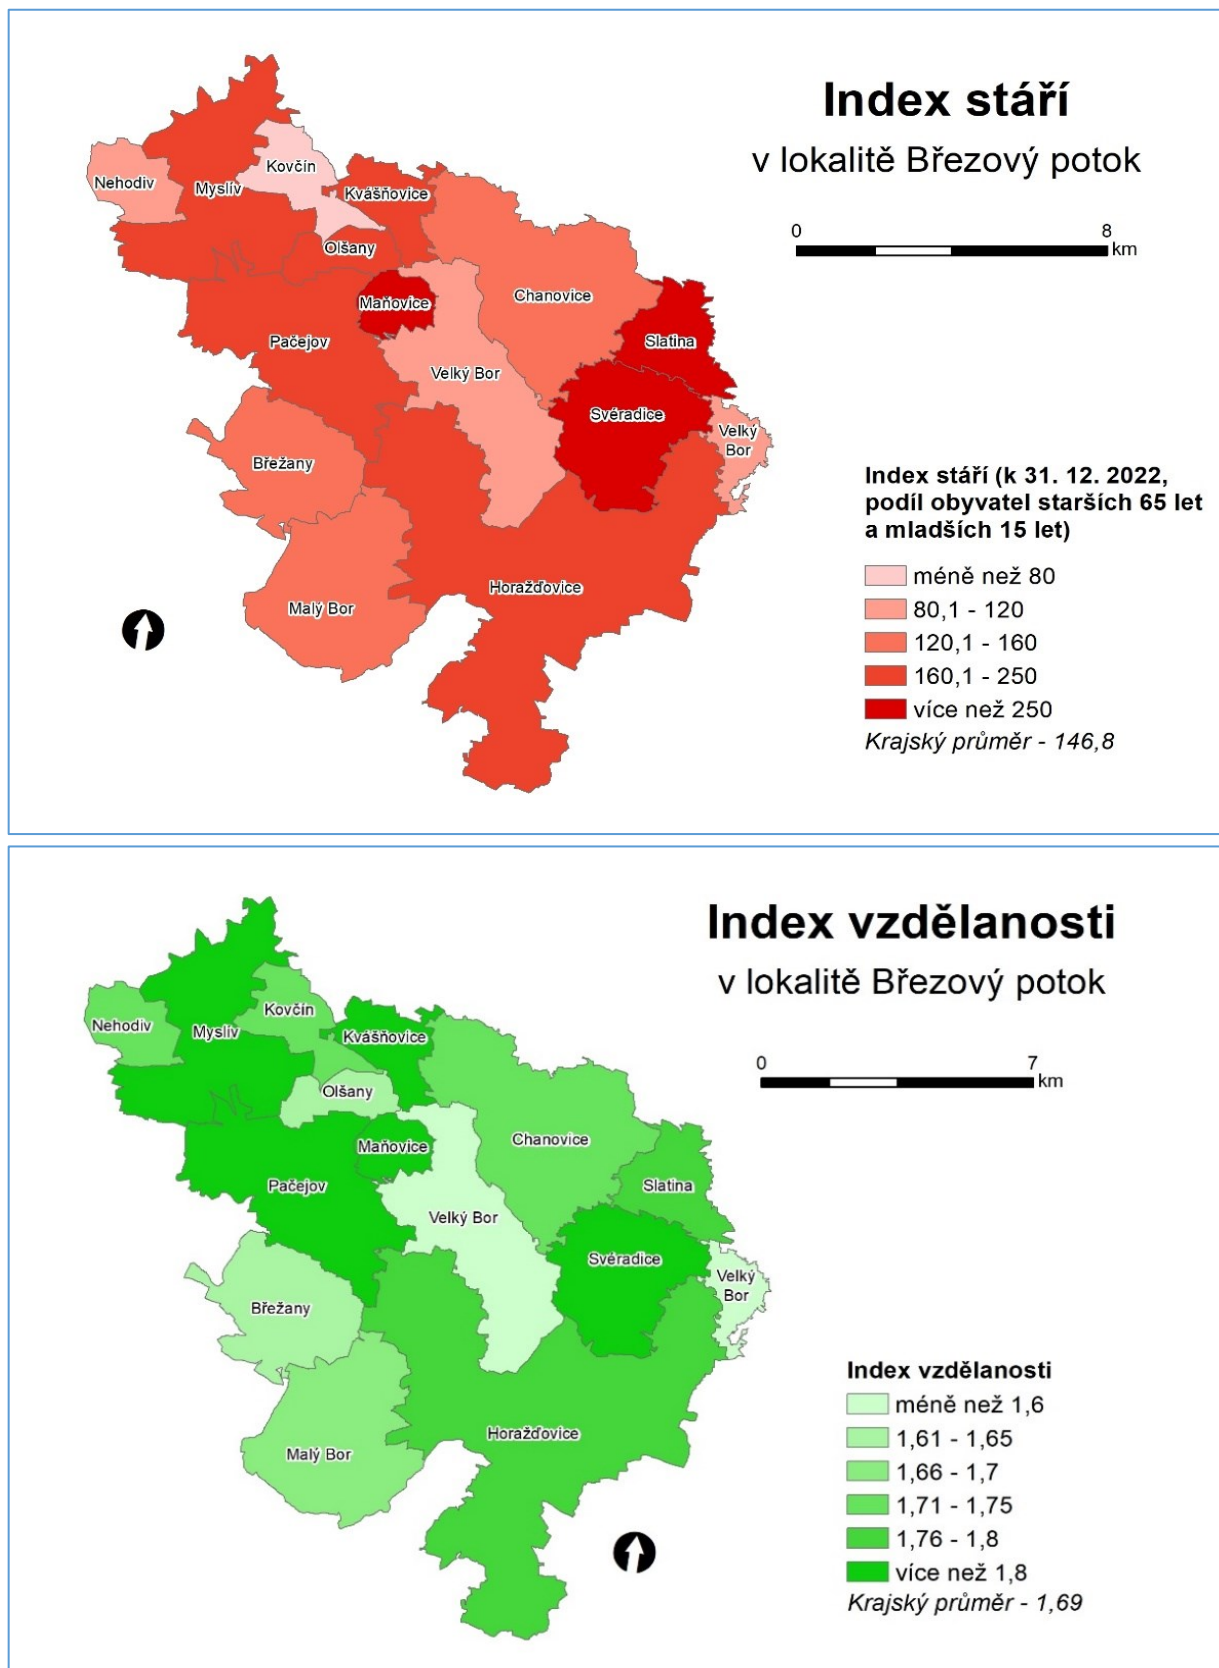 Index stáří
v lokalitě Březový potok
0 8
km
Kovčín
Nehodiv
Myslív
Kvášňovice
Olšany
Chanovice
Maňovice
Pačejov
Slatina
Velký Bor
Svéradice
Velký
Bor
Břežany
Horažďovice
Malý Bor
Index stáří (k 31. 12. 2022,
podíl obyvatel starších 65 let
a mladších 15 let)
méně než 80
80,1 - 120
120,1 - 160
160,1 - 250
více než 250
Krajský průměr - 146,8
Index vzdělanosti
v lokalitě Březový potok
0 7
km
Kovčín
Nehodiv
Myslív
Kvášňovice
Olšany
Chanovice
Maňovice
Pačejov
Slatina
Velký Bor
Svéradice
Velký
Bor
Břežany
Horažďovice
Malý Bor
Index vzdělanosti
méně než 1,6
1,61 - 1,65
1,66 - 1,7
1,71 - 1,75
1,76 - 1,8
více než 1,8
Krajský průměr - 1,69